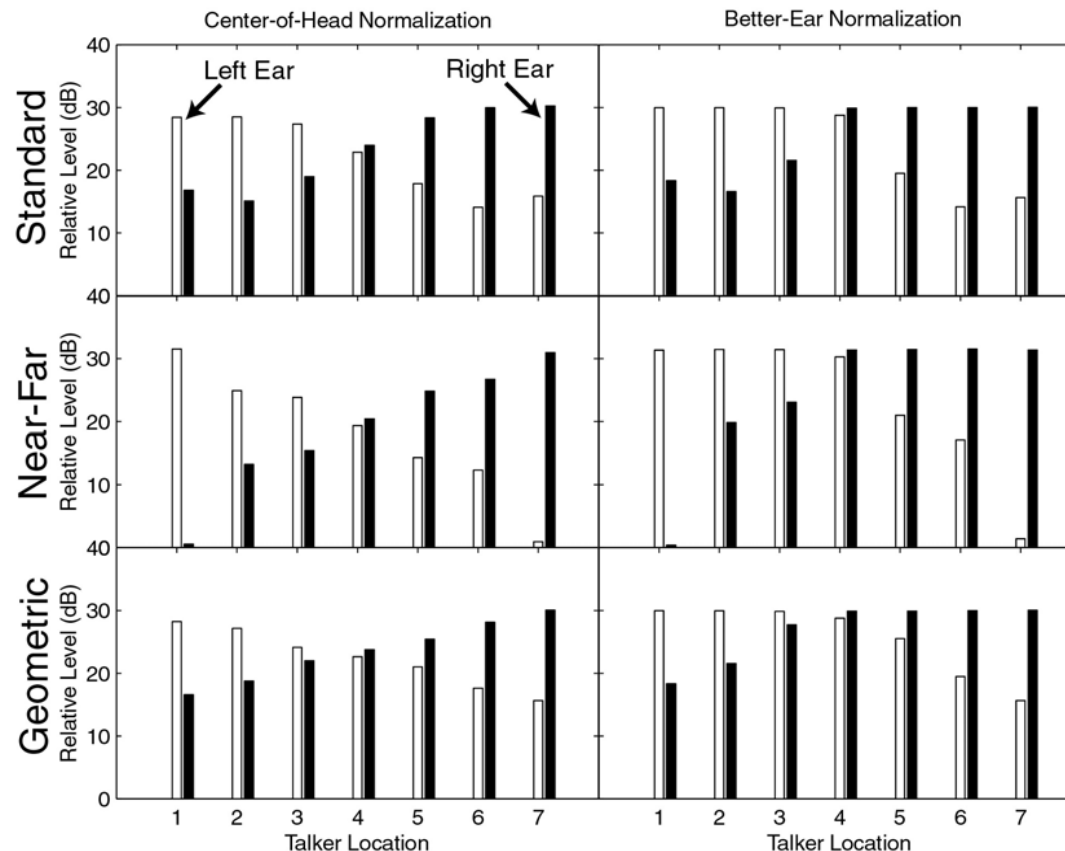 Center-of-Head Normalization
Better-Ear Normalization
Standard
Relative Level (dB)
40
30
20
10
Left Ear
Right Ear
Near-Far
Relative Level (dB)
40
30
20
10
Geometric
Relative Level (dB)
40
30
20
10
0
1 2 3 4 5 6 7
1 2 3 4 5 6 7
Talker Location
Talker Location